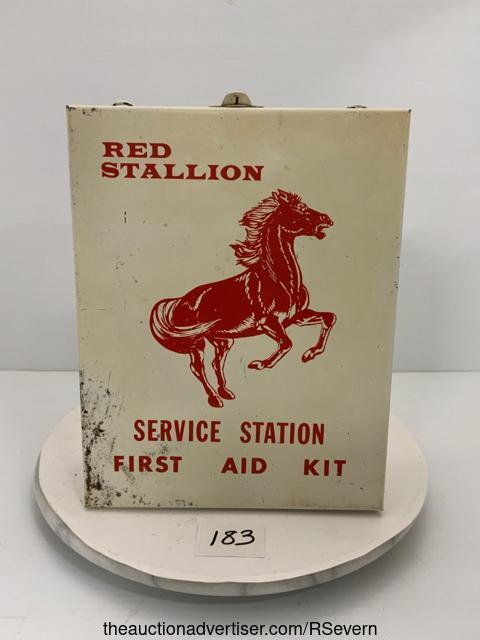 RED
STALLION
SERVICE STATION
FIRST AID KIT
183
theauctionadvertiser.com/RSevern